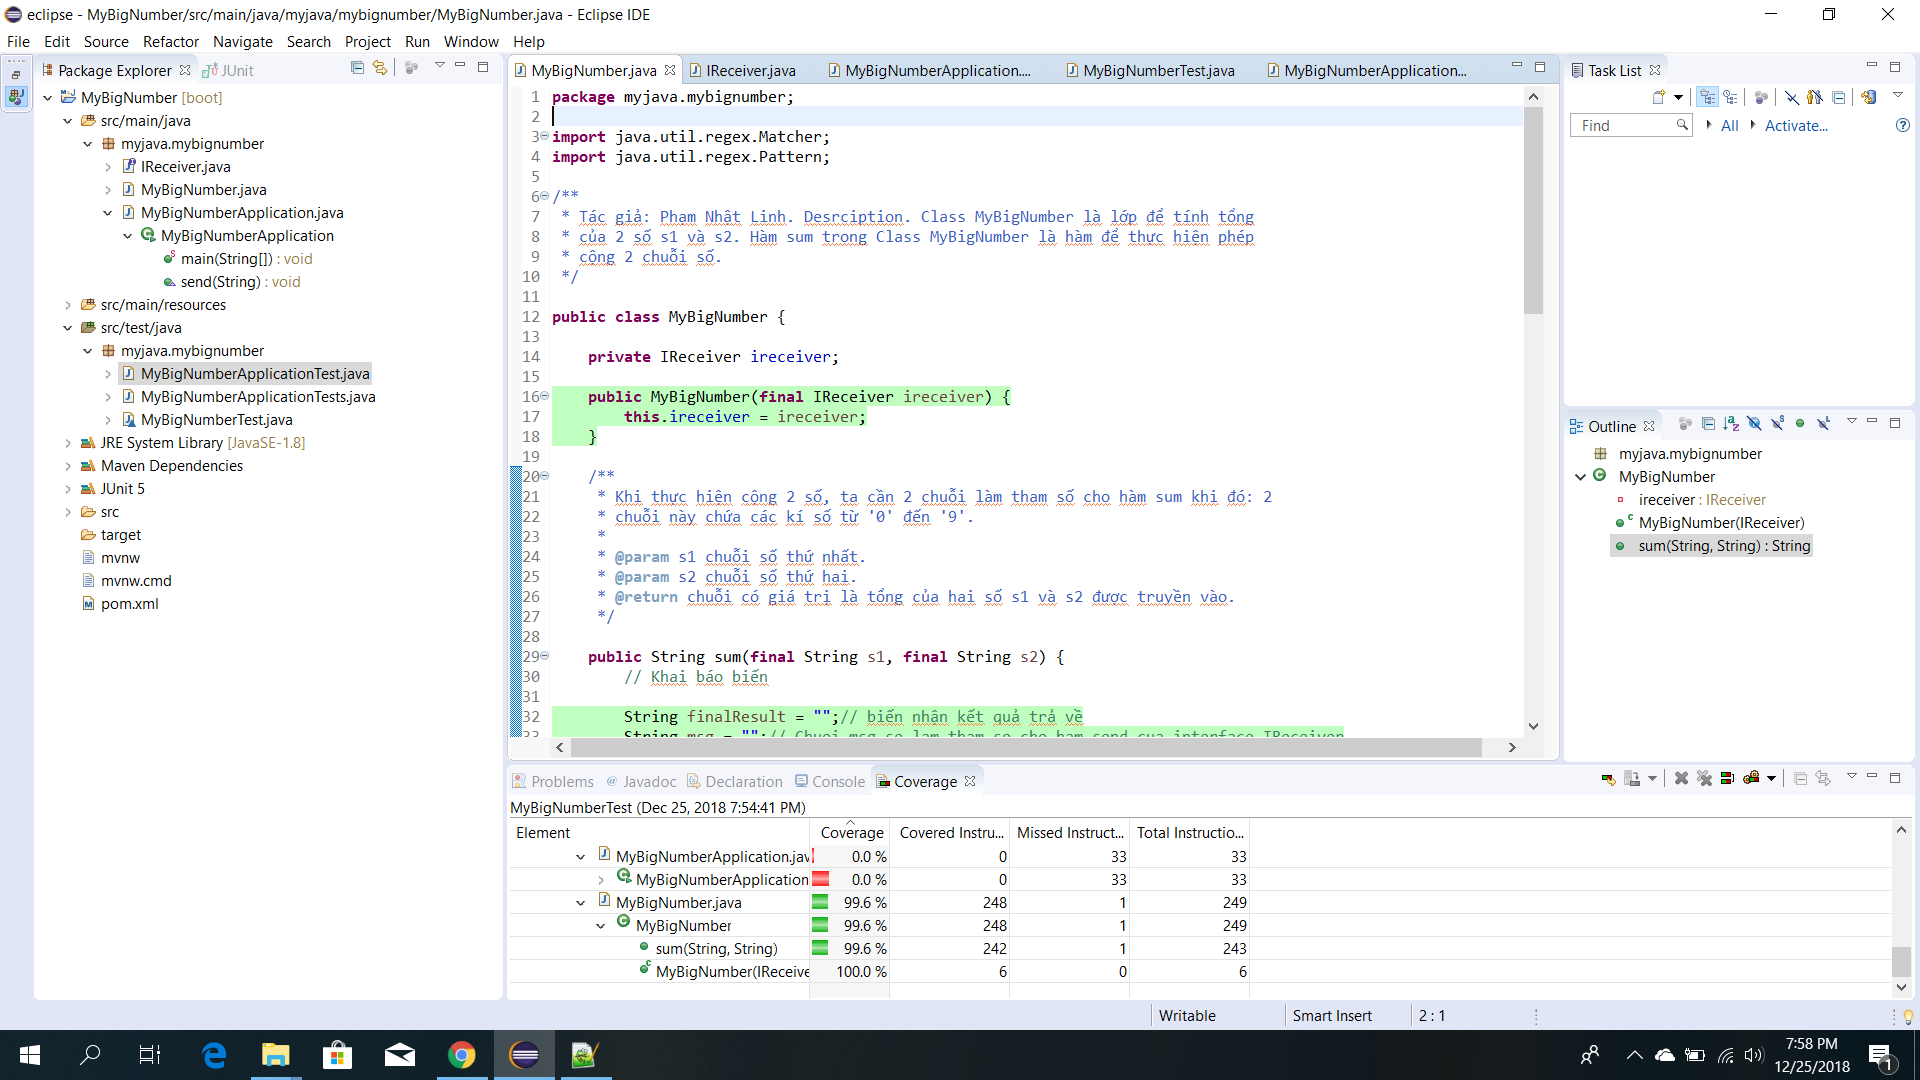 eclipse - MyBigNumber/src/main/java/myjava/mybignumber/MyBigNumber.java - Eclipse IDE
File Edit Source Refactor Navigate Search Project Run Window Help
Package Explorer JUnit
MyBigNumber [boot]
src/main/java
myjava.mybignumber
IReceiver.java
MyBigNumber.java
MyBigNumberApplication.java
MyBigNumberApplication
main(String[]) : void
send(String) : void
src/main/resources
src/test/java
myjava.mybignumber
MyBigNumberApplicationTest.java
MyBigNumberApplicationTests.java
MyBigNumberTest.java
JRE System Library [JavaSE-1.8]
Maven Dependencies
JUnit 5
src
target
mvnw
mvnw.cmd
pom.xml
MyBigNumber.java IReceiver.java MyBigNumberApplication.... MyBigNumberTest.java MyBigNumberApplication...
1 package myjava.mybignumber;
2
3 import java.util.regex.Matcher;
4 import java.util.regex.Pattern;
5
6 /**
7 * Tác giả: Phạm Nhật Linh. Desrciption. Class MyBigNumber là lớp để tính tổng
8 * của 2 số s1 và s2. Hàm sum trong Class MyBigNumber là hàm để thực hiện phép
9 * cộng 2 chuỗi số.
10 */
11
12 public class MyBigNumber {
13
14 private IReceiver ireceiver;
15
16 public MyBigNumber(final IReceiver ireceiver) {
17 this.ireceiver = ireceiver;
18 }
19
20 /**
21 * Khi thực hiện cộng 2 số, ta cần 2 chuỗi làm tham số cho hàm sum khi đó: 2
22 * chuỗi này chứa các kí số từ '0' đến '9'.
23 *
24 * @param s1 chuỗi số thứ nhất.
25 * @param s2 chuỗi số thứ hai.
26 * @return chuỗi có giá trị là tổng của hai số s1 và s2 được truyền vào.
27 */
28
29 public String sum(final String s1, final String s2) {
30 // Khai báo biến
31
32 String finalResult = "";// biến nhận kết quả trả về
33 String msg = "";// Chuoi msg se lam tham so cho ham send cua interface IReceiver
Task List
Find All Activate...
Outline
myjava.mybignumber
MyBigNumber
ireceiver : IReceiver
MyBigNumber(IReceiver)
sum(String, String) : String
Problems Javadoc Declaration Console Coverage
MyBigNumberTest (Dec 25, 2018 7:54:41 PM)
Element Coverage Covered Instru... Missed Instruct... Total Instructio...
MyBigNumberApplication.jav 0.0 % 0 33 33
MyBigNumberApplication 0.0 % 0 33 33
MyBigNumber.java 99.6 % 248 1 249
MyBigNumber 99.6 % 248 1 249
sum(String, String) 99.6 % 242 1 243
MyBigNumber(IReceive 100.0 % 6 0 6
Writable Smart Insert 2 : 1
7:58 PM
12/25/2018
1